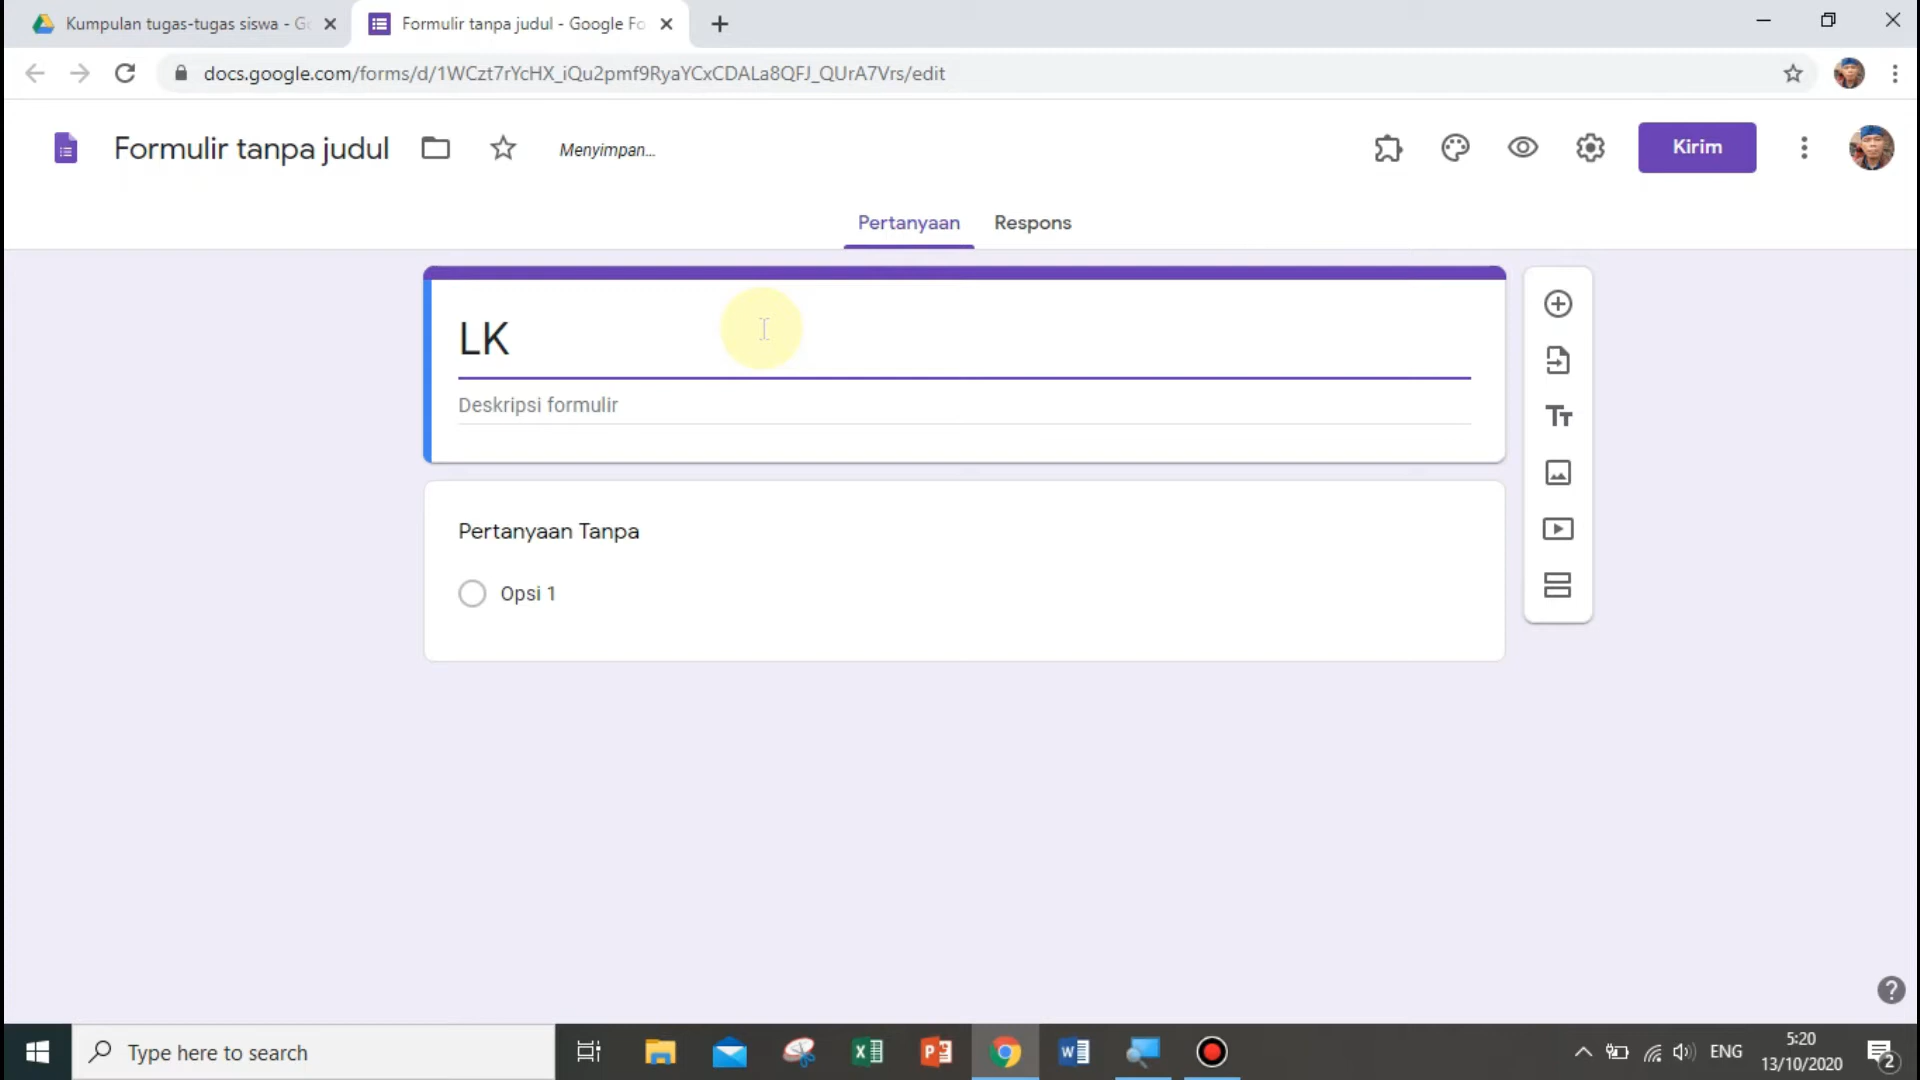 Kumpulan tugas-tugas siswa - Go
Formulir tanpa judul - Google Fo
docs.google.com/forms/d/1WCzt7rYcHX_iQu2pmf9RyaYCxCDALa8QFJ_QUrA7Vrs/edit
Formulir tanpa judul
Menyimpan...
Kirim
Pertanyaan
Respons
LK
Deskripsi formulir
Pertanyaan Tanpa
Opsi 1
Type here to search
ENG
5:20
13/10/2020
2